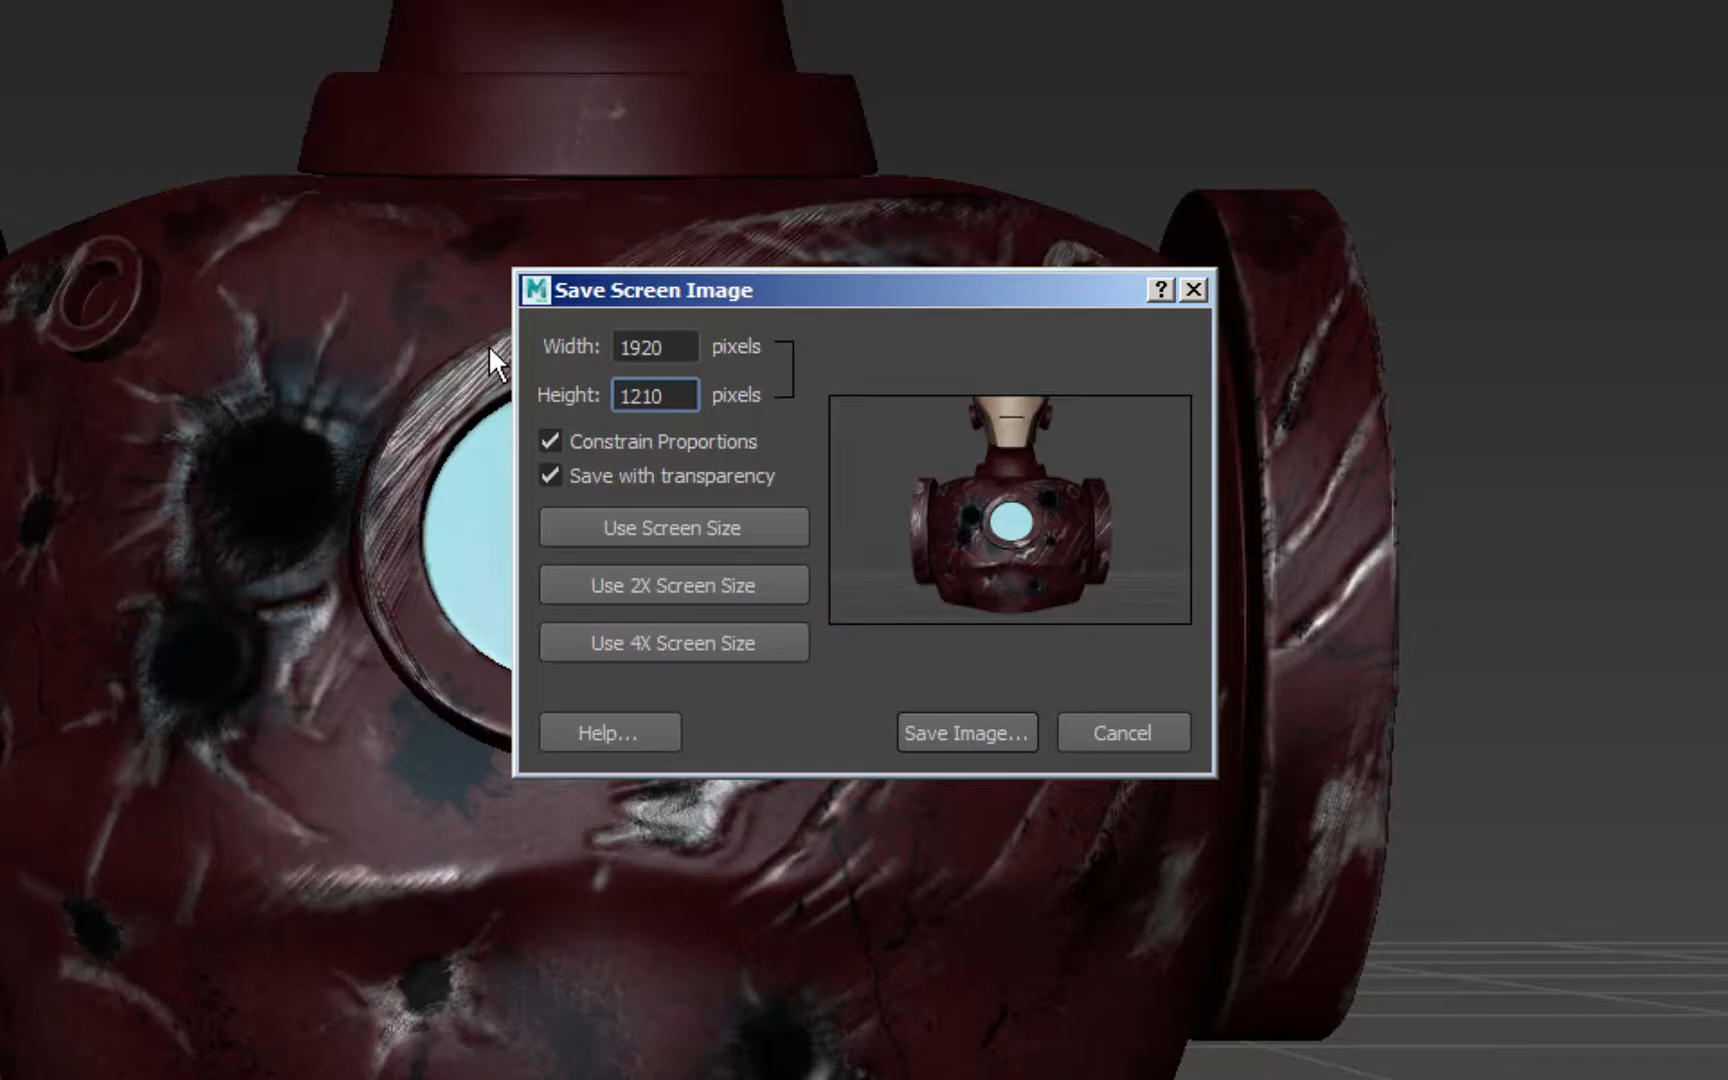 Save Screen Image
Width: 1920 pixels
Height: 1210 pixels
Constrain Proportions
Save with transparency
Use Screen Size
Use 2X Screen Size
Use 4X Screen Size
Help... Save Image... Cancel